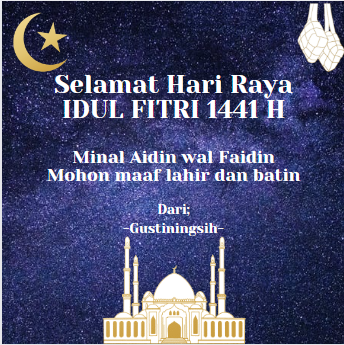 Selamat Hari Raya
IDUL FITRI 1441 H
Minal Aidin wal Faidin
Mohon maaf lahir dan batin
Dari;
-Gustiningsih-